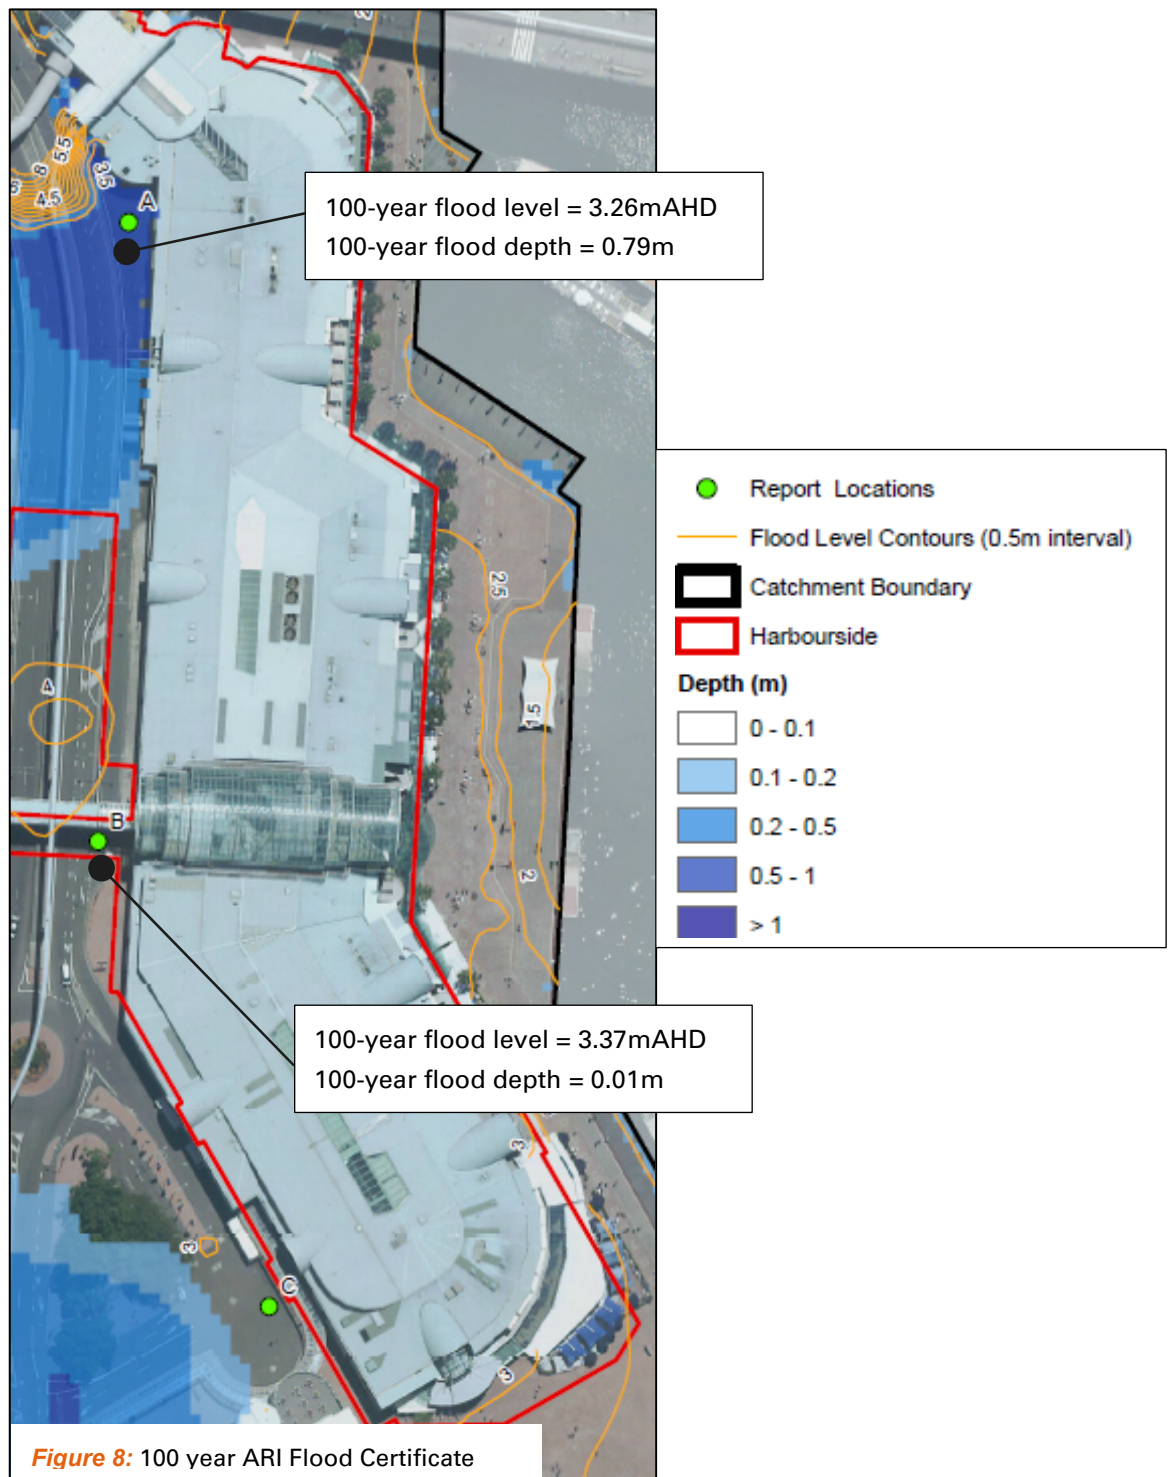 2
5.5
8
3.5
6
4.5
A
100-year flood level = 3.26mAHD
100-year flood depth = 0.79m
Report Locations
Flood Level Contours (0.5m interval)
Catchment Boundary
Harbourside
Depth (m)
0 - 0.1
0.1 - 0.2
0.2 - 0.5
0.5 - 1
> 1
2.5
4
1.5
B
2
100-year flood level = 3.37mAHD
100-year flood depth = 0.01m
3
3
C
3
Figure 8: 100 year ARI Flood Certificate